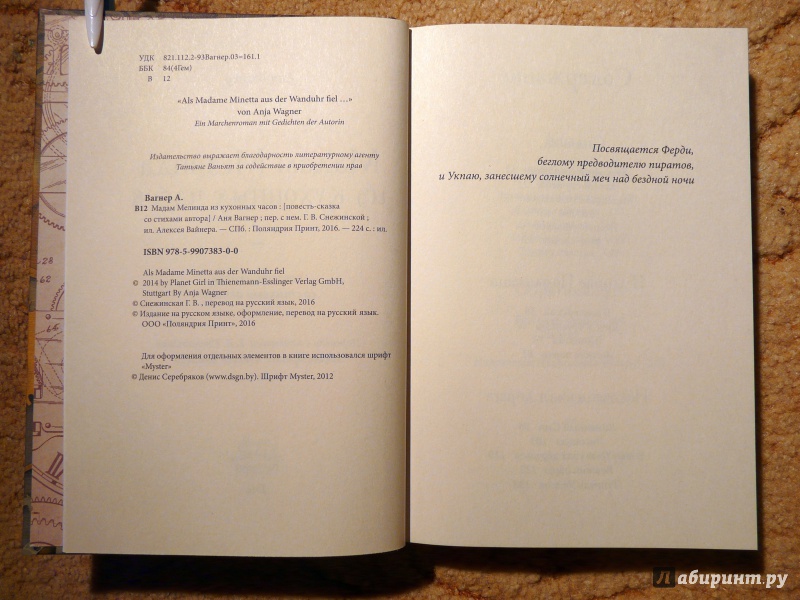 УДК 821.112.2-93Вагнер.03=161.1
ББК 84(4Гем)
В 12
«Als Madame Minetta aus der Wanduhr fiel ...»
von Anja Wagner
Ein Marchenroman mit Gedichten der Autorin
Издательство выражает благодарность литературному агенту
Татьяне Ваньят за содействие в приобретении прав
Вагнер А.
В12 Мадам Мелинда из кухонных часов : [повесть-сказка
со стихами автора] / Аня Вагнер ; пер. с нем. Г. В. Снежинской ;
ил. Алексея Вайнера. — СПб. : Поляндрия Принт, 2016. — 224 с. : ил.
ISBN 978-5-9907383-0-0
Als Madame Minetta aus der Wanduhr fiel
© 2014 by Planet Girl in Thienemann-Esslinger Verlag GmbH,
Stuttgart By Anja Wagner
© Снежинская Г. В. , перевод на русский язык, 2016
© Издание на русском языке, оформление, перевод на русский язык.
ООО «Поляндрия Принт», 2016
Для оформления отдельных элементов в книге использовался шрифт
«Myster»
© Денис Серебряков (www.dsgn.by). Шрифт Myster, 2012
Посвящается Ферди,
беглому предводителю пиратов,
и Укпаю, занесшему солнечный меч над бездной ночи
Лабиринт.ру